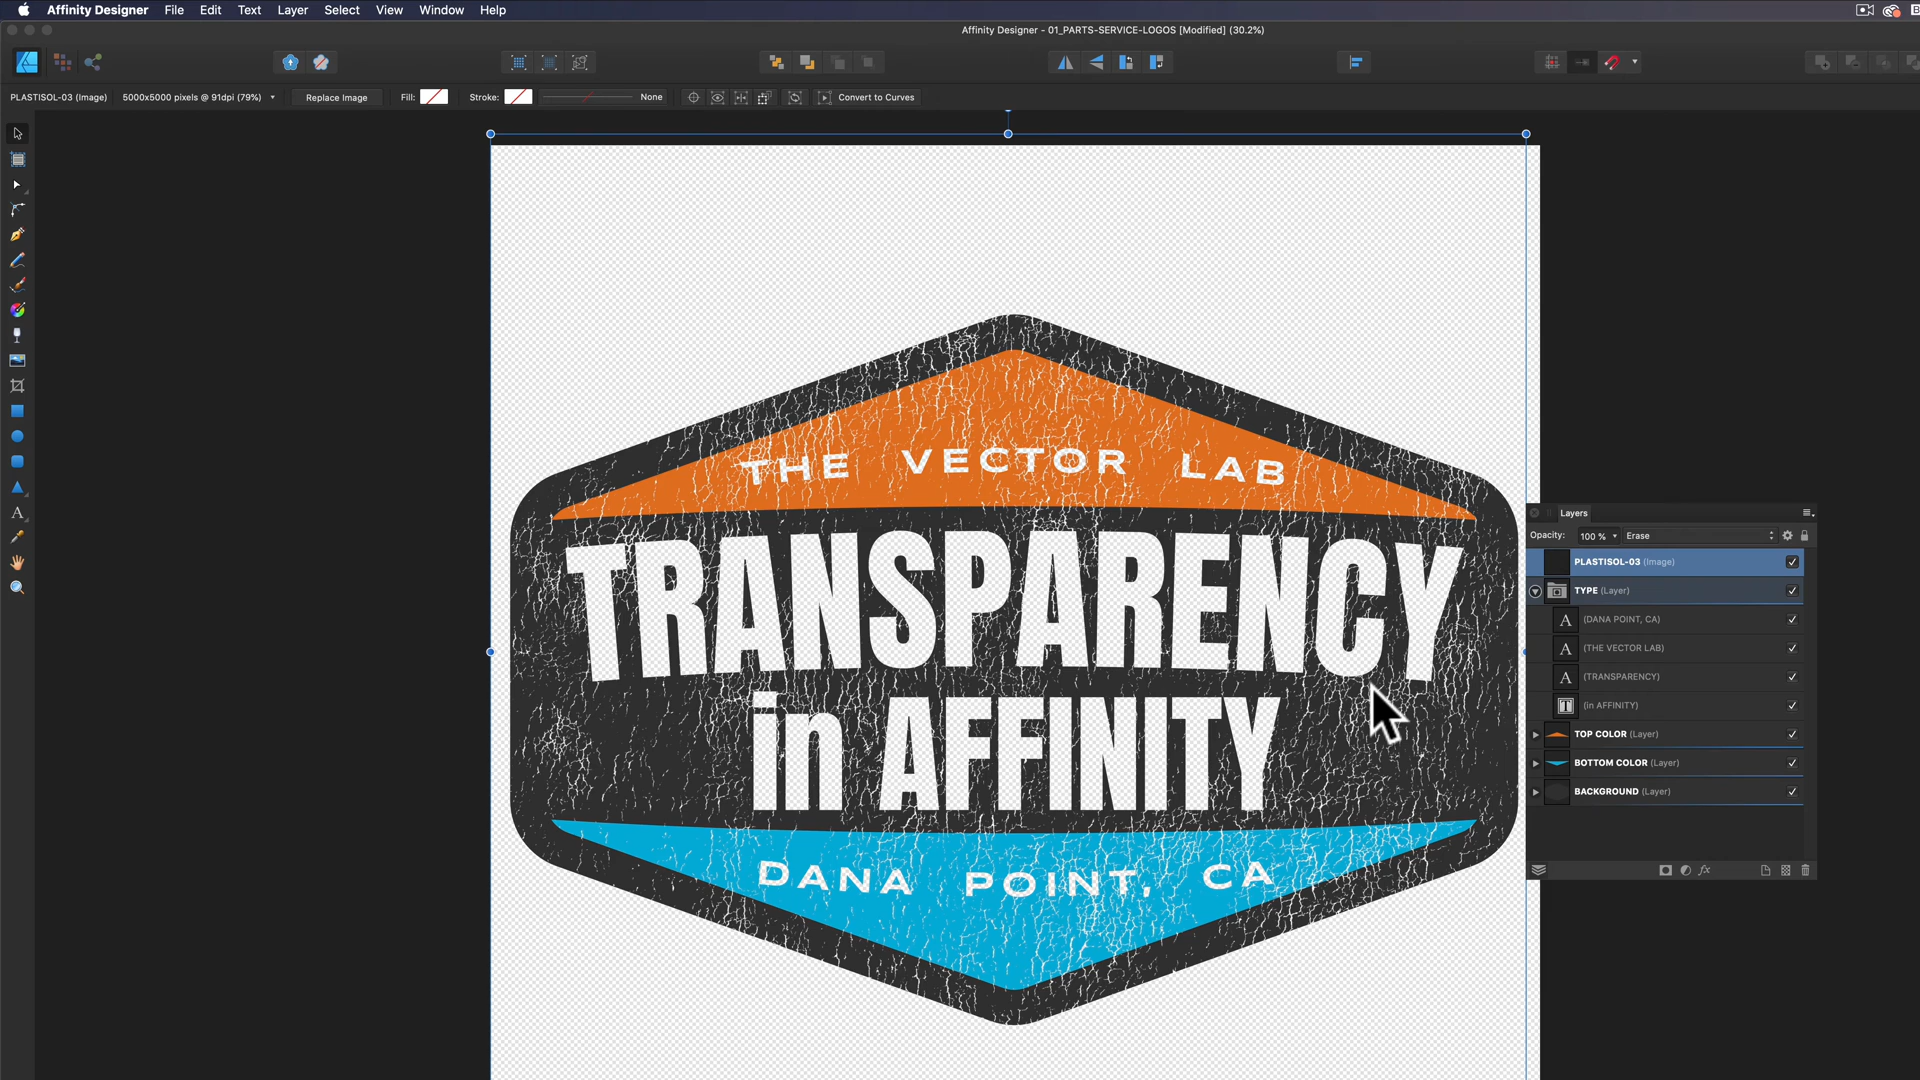 Affinity Designer File Edit Text Layer Select View Window Help
Affinity Designer - 01_PARTS-SERVICE-LOGOS [Modified] (30.2%)
PLASTISOL-03 (Image) 5000x5000 pixels @ 91dpi (79%) Replace Image Fill: Stroke: None Convert to Curves
THE VECTOR LAB
TRANSPARENCY
in AFFINITY
DANA POINT, CA
Layers
Opacity: 100 % Erase
PLASTISOL-03 (Image)
TYPE (Layer)
A (DANA POINT, CA)
A (THE VECTOR LAB)
A (TRANSPARENCY)
T (in AFFINITY)
TOP COLOR (Layer)
BOTTOM COLOR (Layer)
BACKGROUND (Layer)
fx